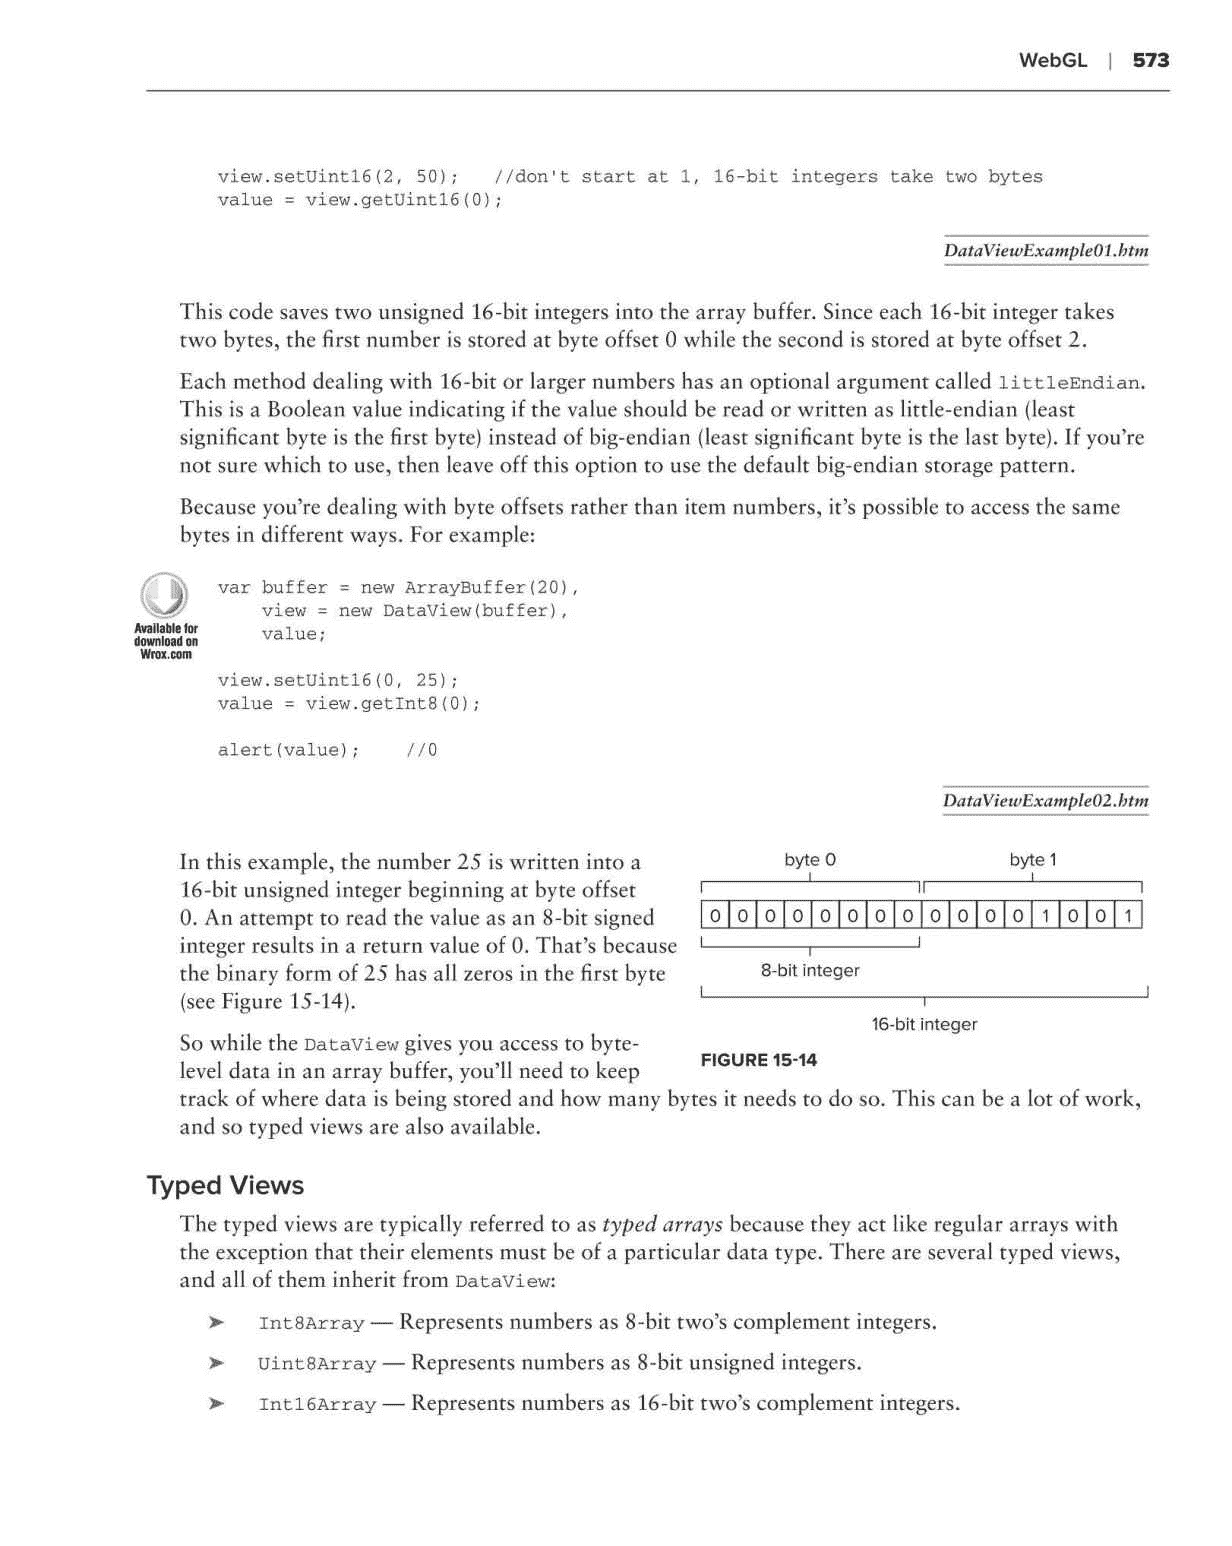 WebGL | 573
view.setUint16(2, 50);   //don't start at 1, 16-bit integers take two bytes
value = view.getUint16(0);
DataViewExample01.htm
This code saves two unsigned 16-bit integers into the array buffer. Since each 16-bit integer takes
two bytes, the first number is stored at byte offset 0 while the second is stored at byte offset 2.
Each method dealing with 16-bit or larger numbers has an optional argument called littleEndian.
This is a Boolean value indicating if the value should be read or written as little-endian (least
significant byte is the first byte) instead of big-endian (least significant byte is the last byte). If you're
not sure which to use, then leave off this option to use the default big-endian storage pattern.
Because you're dealing with byte offsets rather than item numbers, it's possible to access the same
bytes in different ways. For example:
Available for
download on
Wrox.com
var buffer = new ArrayBuffer(20),
    view = new DataView(buffer),
    value;
view.setUint16(0, 25);
value = view.getInt8(0);
alert(value);    //0
DataViewExample02.htm
In this example, the number 25 is written into a
16-bit unsigned integer beginning at byte offset
0. An attempt to read the value as an 8-bit signed
integer results in a return value of 0. That's because
the binary form of 25 has all zeros in the first byte
(see Figure 15-14).
byte 0 byte 1
0 0 0 0 0 0 0 0 0 0 0 0 1 0 0 1
8-bit integer
16-bit integer
FIGURE 15-14
So while the DataView gives you access to byte-
level data in an array buffer, you'll need to keep
track of where data is being stored and how many bytes it needs to do so. This can be a lot of work,
and so typed views are also available.
Typed Views
The typed views are typically referred to as typed arrays because they act like regular arrays with
the exception that their elements must be of a particular data type. There are several typed views,
and all of them inherit from DataView:
➤ Int8Array — Represents numbers as 8-bit two's complement integers.
➤ Uint8Array — Represents numbers as 8-bit unsigned integers.
➤ Int16Array — Represents numbers as 16-bit two's complement integers.